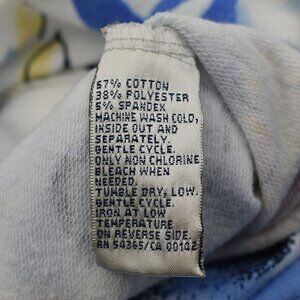 57% COTTON
38% POLYESTER
5% SPANDEX
MACHINE WASH COLD,
INSIDE OUT AND
SEPARATELY.
GENTLE CYCLE.
ONLY NON CHLORINE
BLEACH WHEN
NEEDED.
TUMBLE DRY, LOW.
GENTLE CYCLE.
IRON AT LOW
TEMPERATURE
ON REVERSE SIDE.
RN 54365/CA 00142